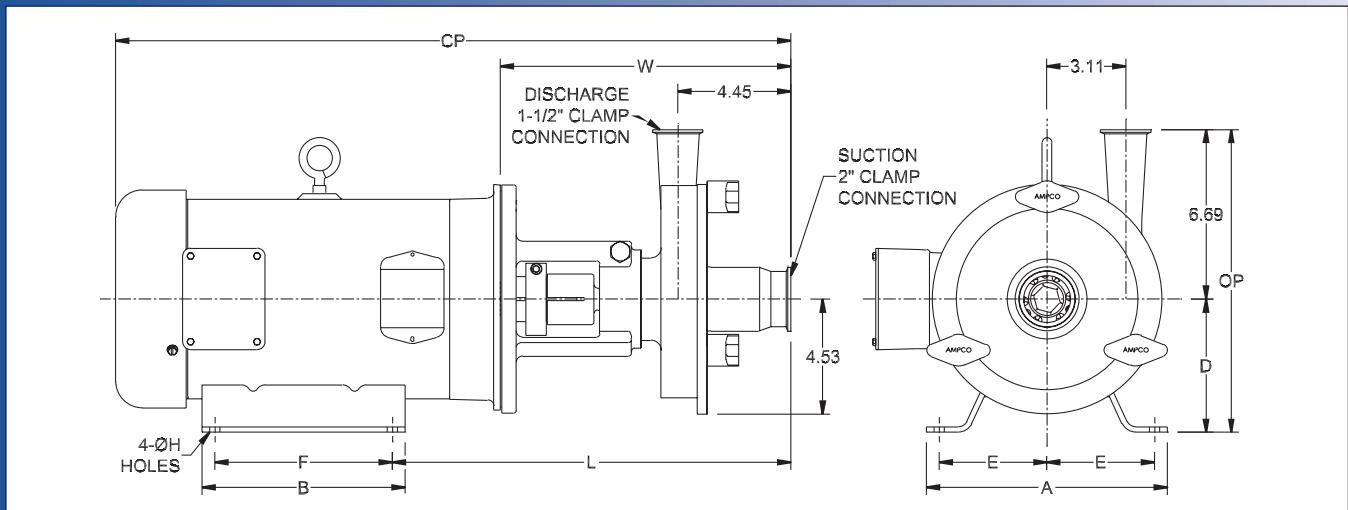 CP
W
3.11
4.45
DISCHARGE
1-1/2" CLAMP
CONNECTION
SUCTION
2" CLAMP
CONNECTION
AMPCO
6.69
OP
4.53
AMPCO
AMPCO
D
4-ØH
HOLES
F
L
E
E
B
A